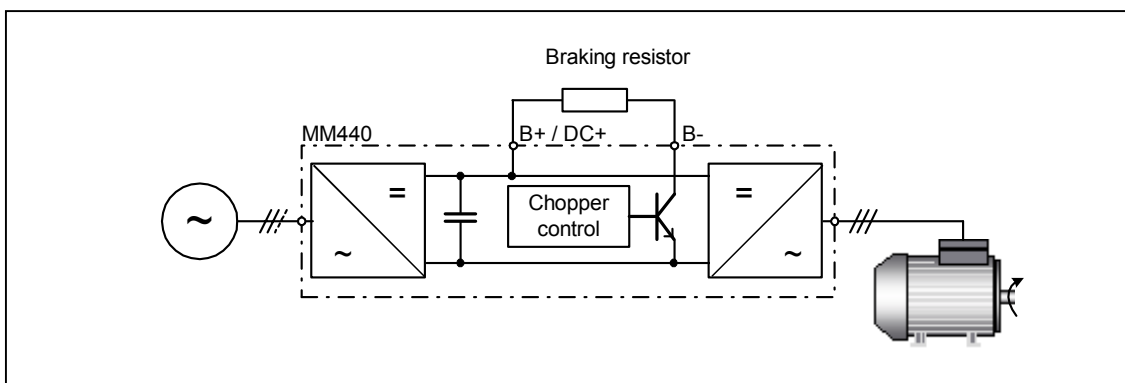 Braking resistor
MM440
B+ / DC+
B-
=
~
Chopper
control
=
~
~